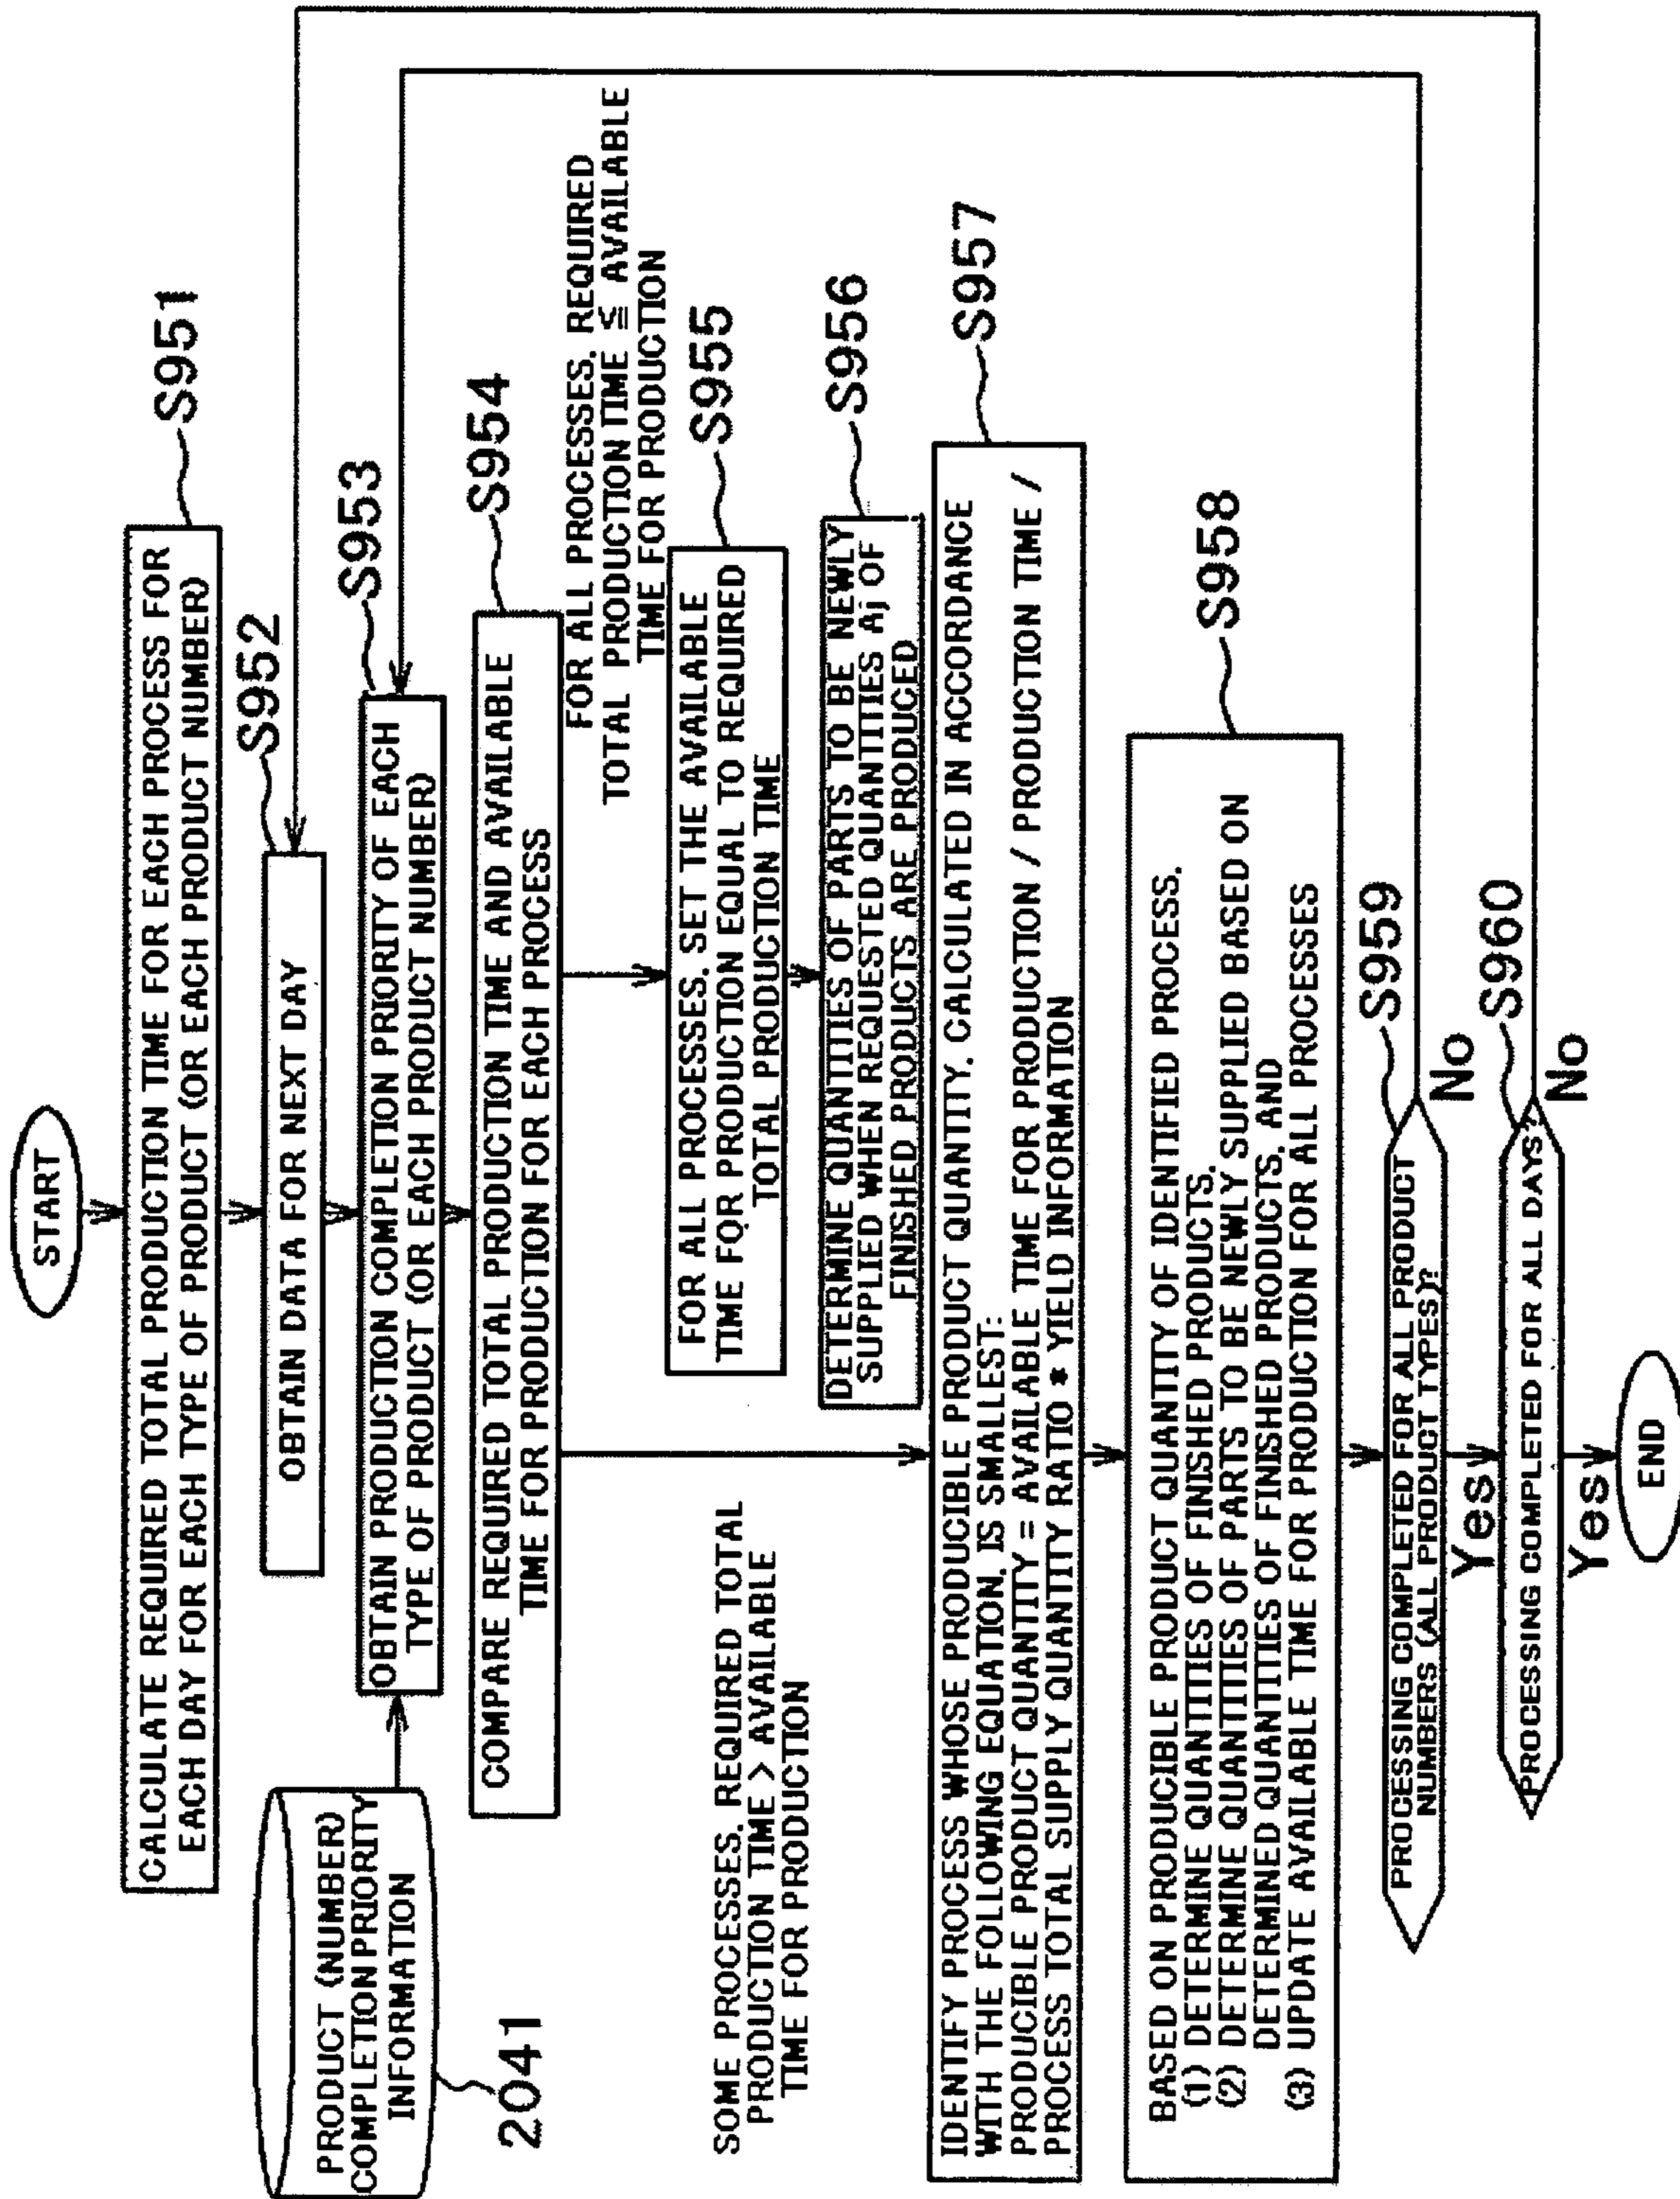 START
CALCULATE REQUIRED TOTAL PRODUCTION TIME FOR EACH PROCESS FOR
EACH DAY FOR EACH TYPE OF PRODUCT (OR EACH PRODUCT NUMBER)
S951
OBTAIN DATA FOR NEXT DAY
S952
PRODUCT (NUMBER)
COMPLETION PRIORITY
INFORMATION
2041
OBTAIN PRODUCTION COMPLETION PRIORITY OF EACH
TYPE OF PRODUCT (OR EACH PRODUCT NUMBER)
S953
COMPARE REQUIRED TOTAL PRODUCTION TIME AND AVAILABLE
TIME FOR PRODUCTION FOR EACH PROCESS
S954
FOR ALL PROCESSES, REQUIRED
TOTAL PRODUCTION TIME ≦ AVAILABLE
TIME FOR PRODUCTION
SOME PROCESSES, REQUIRED TOTAL
PRODUCTION TIME > AVAILABLE
TIME FOR PRODUCTION
FOR ALL PROCESSES, SET THE AVAILABLE
TIME FOR PRODUCTION EQUAL TO REQUIRED
TOTAL PRODUCTION TIME
S955
DETERMINE QUANTITIES OF PARTS TO BE NEWLY
SUPPLIED WHEN REQUESTED QUANTITIES Aj OF
FINISHED PRODUCTS ARE PRODUCED
S956
IDENTIFY PROCESS WHOSE PRODUCIBLE PRODUCT QUANTITY, CALCULATED IN ACCORDANCE
WITH THE FOLLOWING EQUATION, IS SMALLEST:
PRODUCIBLE PRODUCT QUANTITY = AVAILABLE TIME FOR PRODUCTION / PRODUCTION TIME /
PROCESS TOTAL SUPPLY QUANTITY RATIO * YIELD INFORMATION
S957
BASED ON PRODUCIBLE PRODUCT QUANTITY OF IDENTIFIED PROCESS,
(1) DETERMINE QUANTITIES OF FINISHED PRODUCTS,
(2) DETERMINE QUANTITIES OF PARTS TO BE NEWLY SUPPLIED BASED ON
DETERMINED QUANTITIES OF FINISHED PRODUCTS, AND
(3) UPDATE AVAILABLE TIME FOR PRODUCTION FOR ALL PROCESSES
S958
PROCESSING COMPLETED FOR ALL PRODUCT
NUMBERS (ALL PRODUCT TYPES)?
S959
No
Yes
PROCESSING COMPLETED FOR ALL DAYS?
S960
No
Yes
END